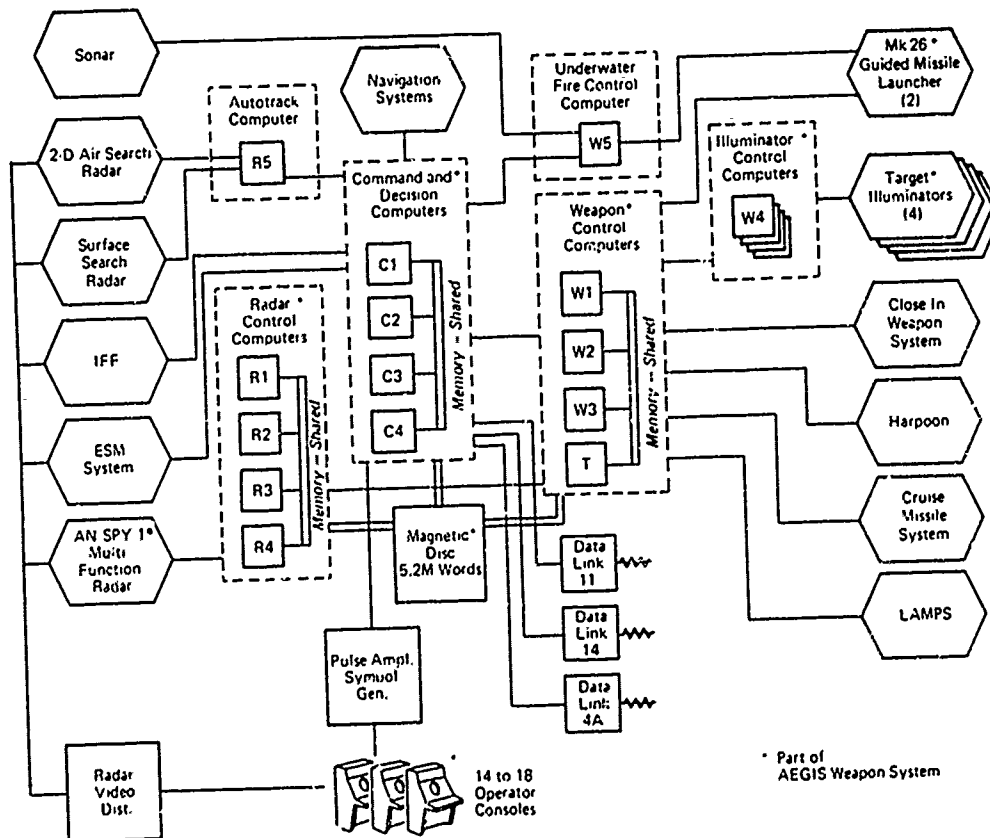 Sonar
Navigation
Systems
Underwater
Fire Control
Computer
W5
Mk 26 *
Guided Missile
Launcher
(2)
Autotrack
Computer
R5
2-D Air Search
Radar
Command and *
Decision
Computers
C1
C2
C3
C4
Memory - Shared
Weapon *
Control
Computers
W1
W2
W3
T
Memory - Shared
Illuminator *
Control
Computers
W4
Target *
Illuminators
(4)
Surface
Search
Radar
Radar *
Control
Computers
R1
R2
R3
R4
Memory - Shared
IFF
ESM
System
AN SPY 1 *
Multi
Function
Radar
Close In
Weapon
System
Harpoon
Cruise
Missile
System
LAMPS
Magnetic *
Disc
5.2M Words
Data
Link
11
Data
Link
14
Data
Link
4A
Pulse Ampl.
Symbol
Gen.
Radar
Video
Dist.
*
14 to 18
Operator
Consoles
* Part of
AEGIS Weapon System